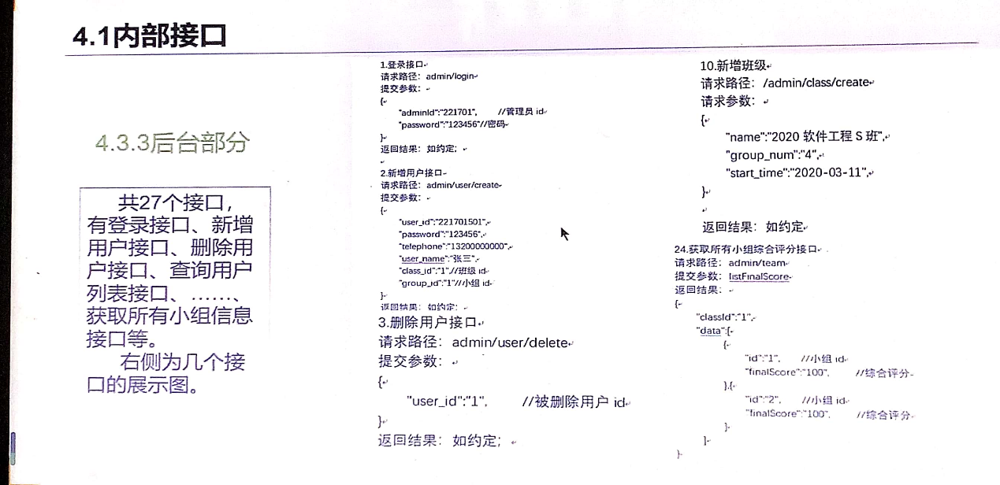 4.1内部接口
4.3.3后台部分
共27个接口，
有登录接口、新增
用户接口、删除用
户接口、查询用户
列表接口、……、
获取所有小组信息
接口等。
右侧为几个接
口的展示图。
1.登录接口
请求路径：admin/login
提交参数：
{
"adminId":"221701",    //管理员 id
"password":"123456"//密码
}
返回结果：如约定;
2.新增用户接口
请求路径：admin/user/create
提交参数：
{
"user_id":"221701501",
"password":"123456",
"telephone":"13200000000",
"user_name":"张三",
"class_id":"1"//班级 id
"group_id":"1"//小组 id
}
返回结果：如约定;
3.删除用户接口
请求路径：admin/user/delete
提交参数：
{
"user_id":"1",    //被删除用户 id
}
返回结果：如约定;
10.新增班级
请求路径：/admin/class/create
请求参数：
{
"name":"2020 软件工程 S 班",
"group_num":"4",
"start_time":"2020-03-11",
}
返回结果：如约定
24.获取所有小组综合评分接口
请求路径：admin/team
提交参数：listFinalScore
返回结果：
{
"classId":"1",
"data":[
{
"id":"1",    //小组 id
"finalScore":"100",    //综合评分
},{
"id":"2",    //小组 id
"finalScore":"100",    //综合评分
}
]
}